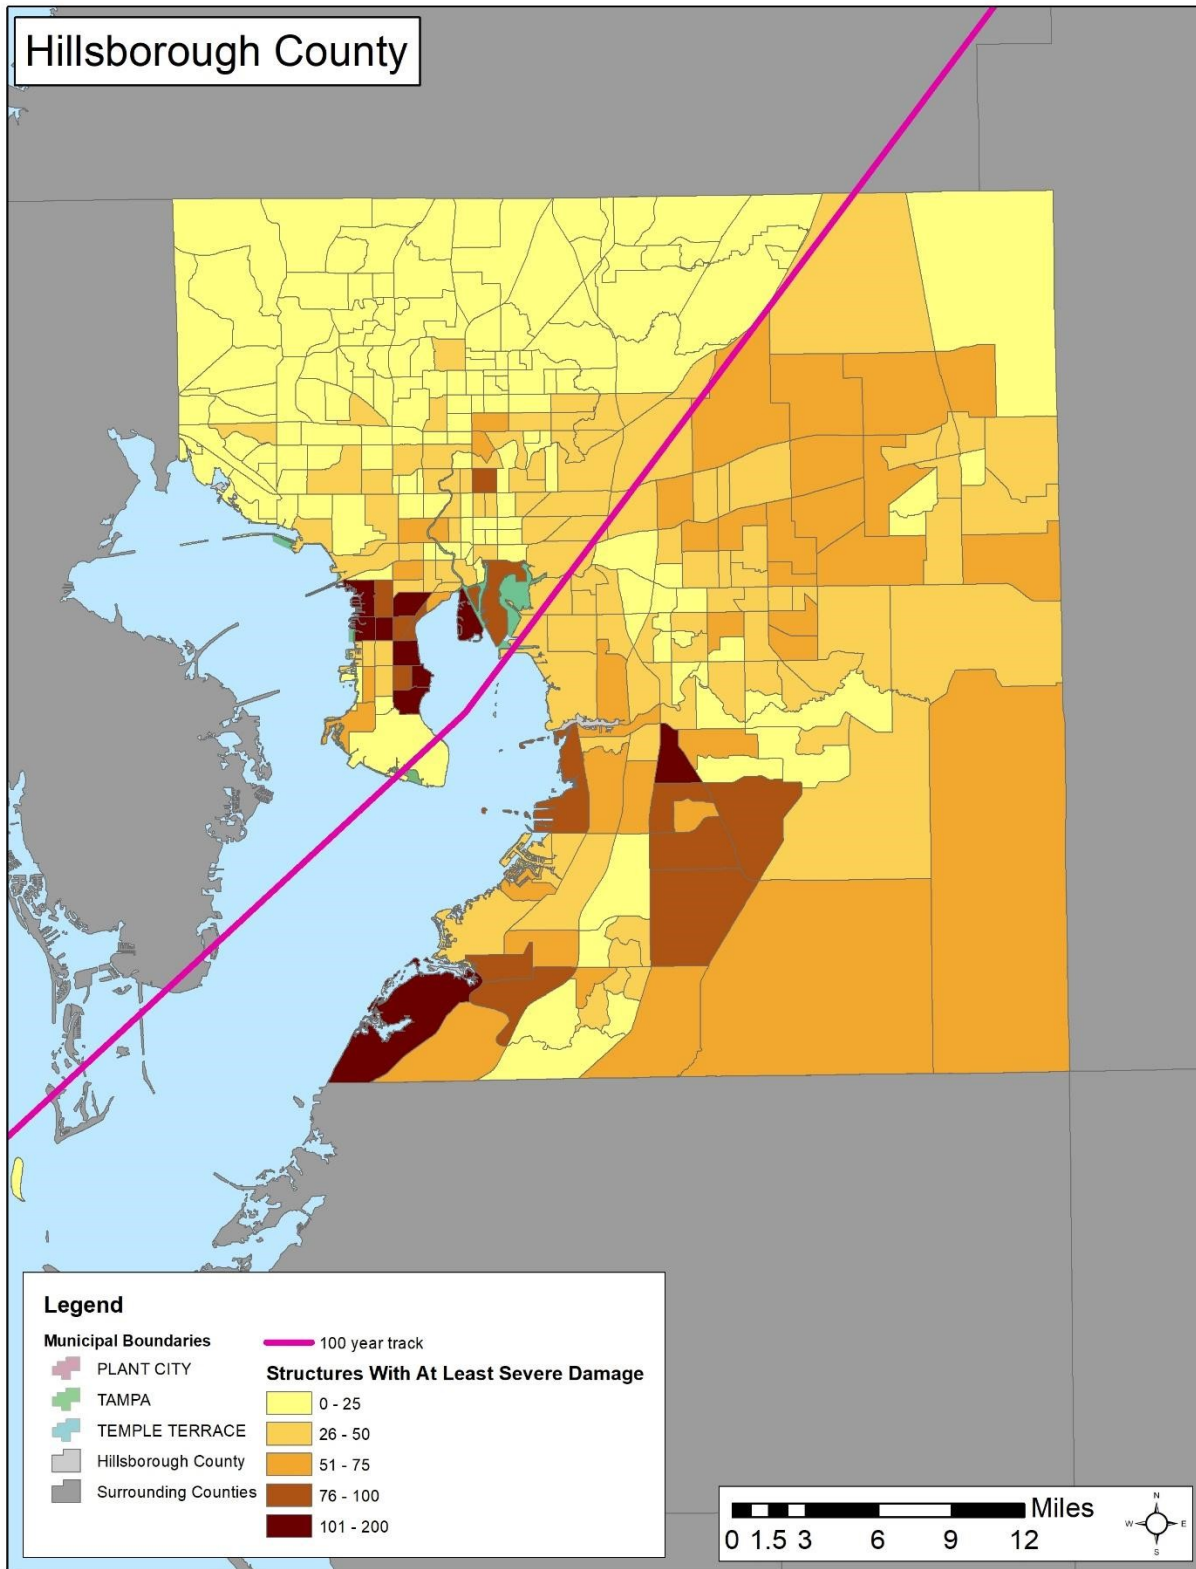 Hillsborough County
Legend
Municipal Boundaries
PLANT CITY
TAMPA
TEMPLE TERRACE
Hillsborough County
Surrounding Counties
100 year track
Structures With At Least Severe Damage
0 - 25
26 - 50
51 - 75
76 - 100
101 - 200
Miles
0 1.5 3 6 9 12
N
W E
S